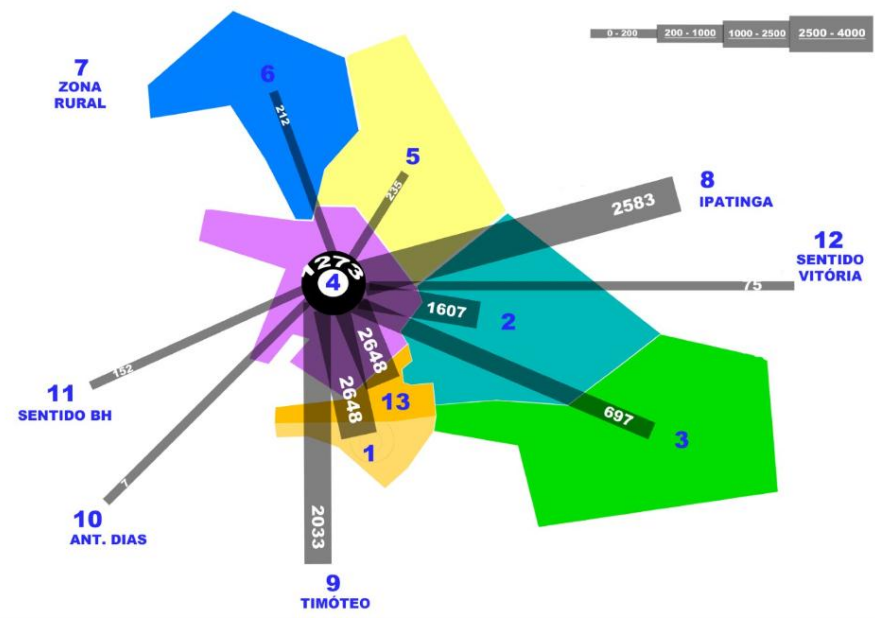 0 - 200
200 - 1000
1000 - 2500
2500 - 4000
7
ZONA
RURAL
6
212
5
235
8
IPATINGA
2583
12
SENTIDO
VITÓRIA
75
1273
4
1607
2
2648
2648
13
1
697
3
152
11
SENTIDO BH
7
10
ANT. DIAS
2033
9
TIMÓTEO